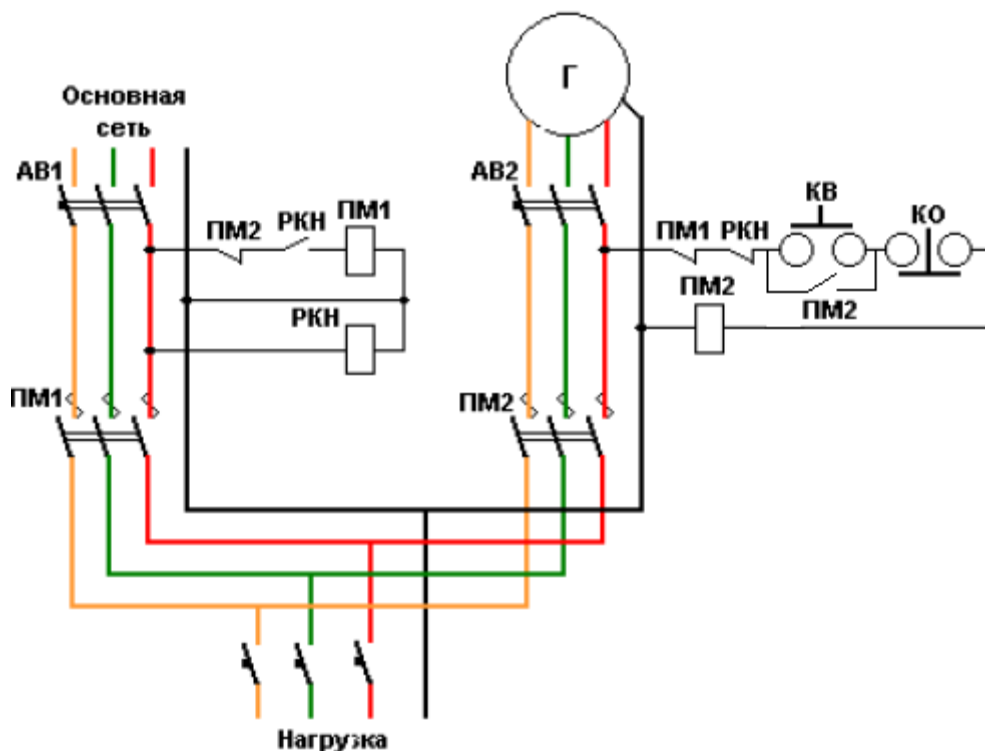 Г
Основная
сеть
АВ1
АВ2
КВ
КО
ПМ2
РКН
ПМ1
ПМ1
РКН
ПМ2
ПМ2
РКН
ПМ1
ПМ2
Нагрузка